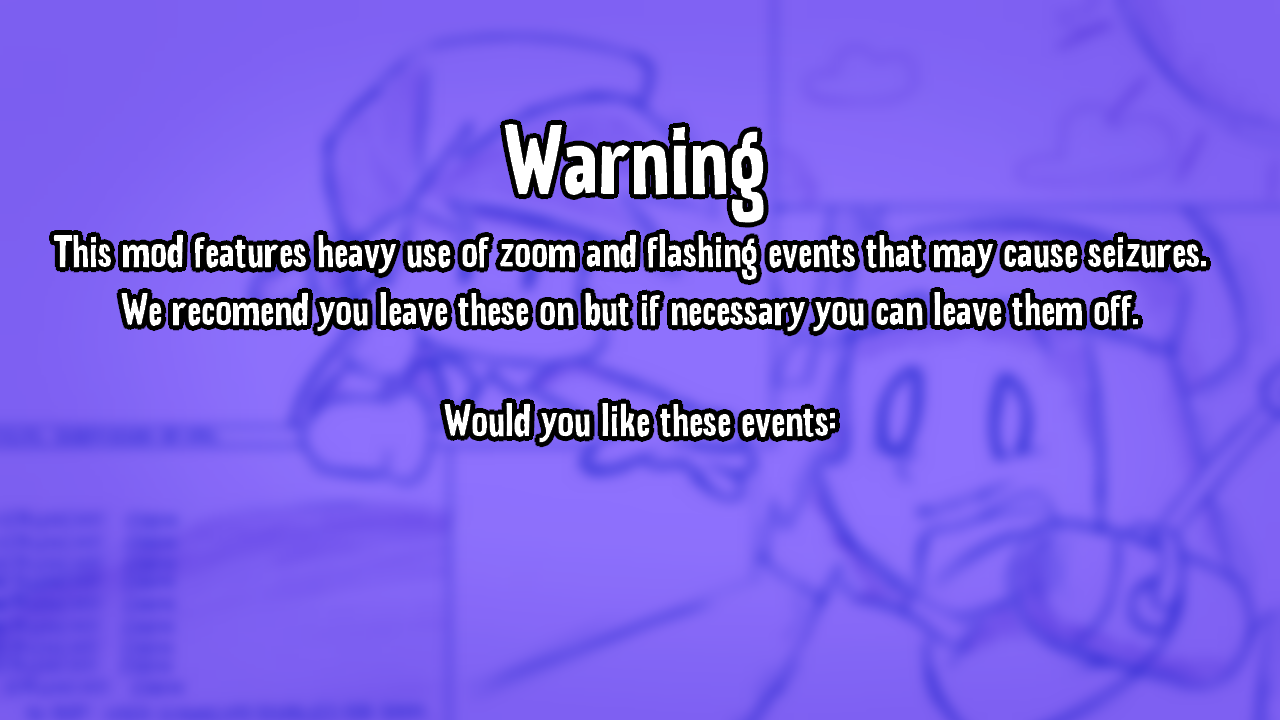 Warning
This mod features heavy use of zoom and flashing events that may cause seizures.
We recomend you leave these on but if necessary you can leave them off.
Would you like these events: